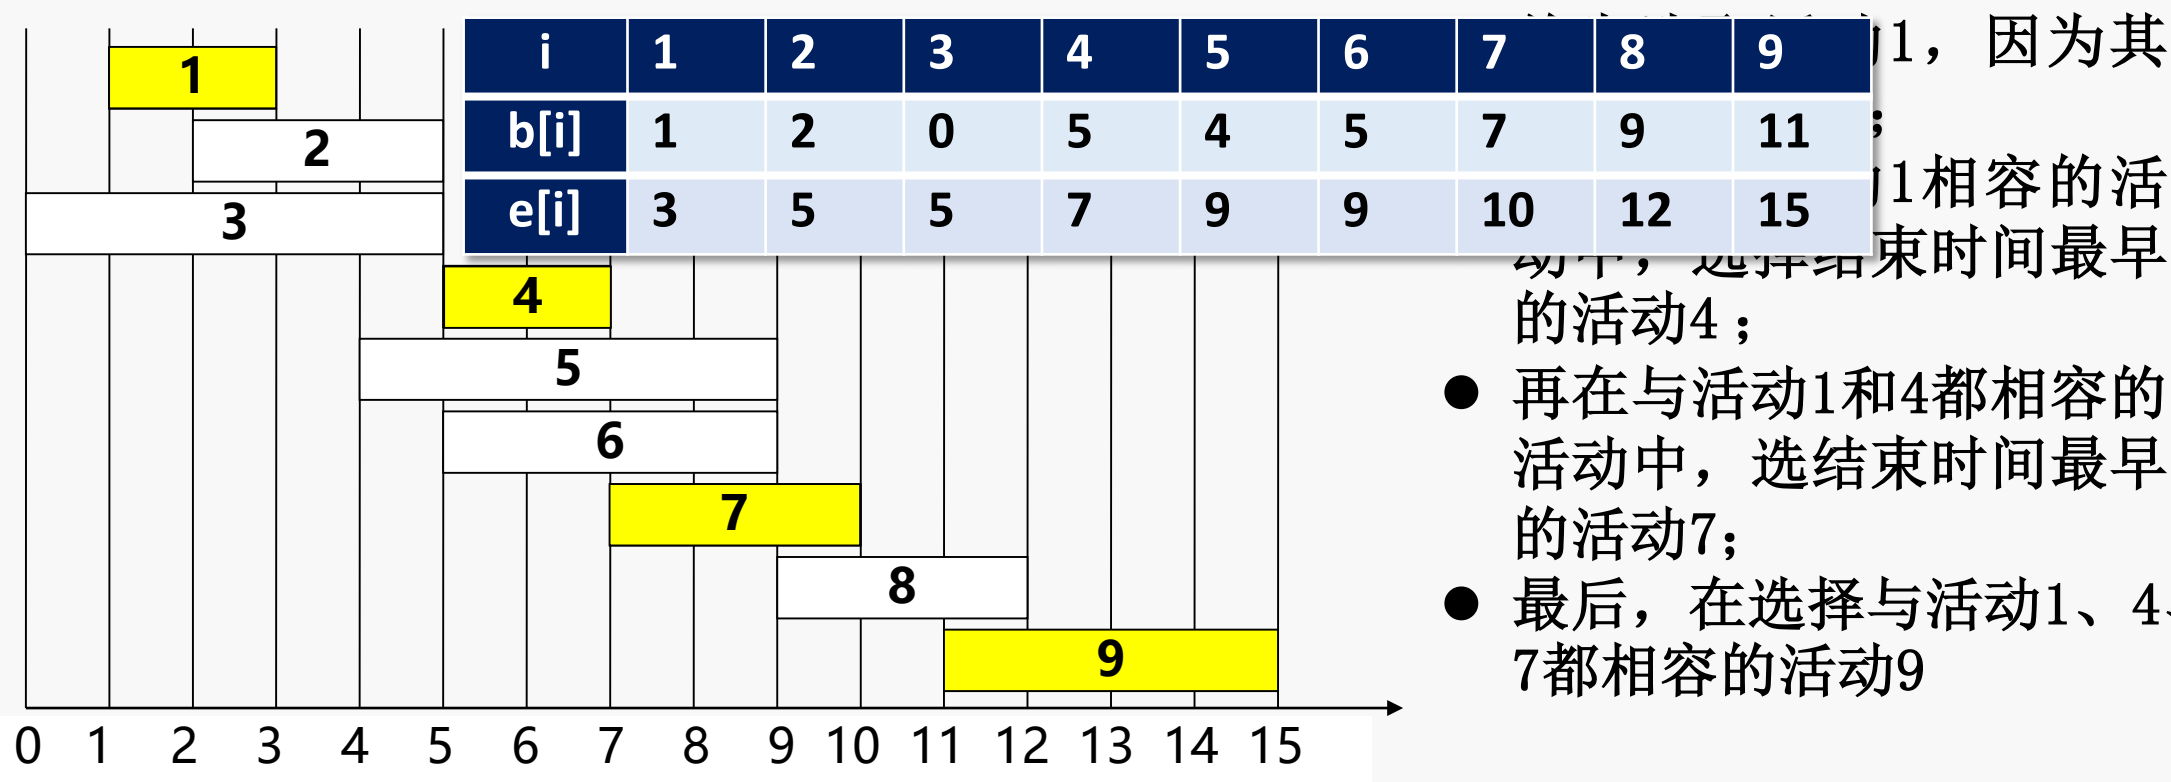 i 1 2 3 4 5 6 7 8 9
b[i] 1 2 0 5 4 5 7 9 11
e[i] 3 5 5 7 9 9 10 12 15
1
2
3
4
5
6
7
8
9
0 1 2 3 4 5 6 7 8 9 10 11 12 13 14 15
1，因为其
；
1相容的活
动中，选择结束时间最早
的活动4；
● 再在与活动1和4都相容的
活动中，选结束时间最早
的活动7；
● 最后，在选择与活动1、4、
7都相容的活动9